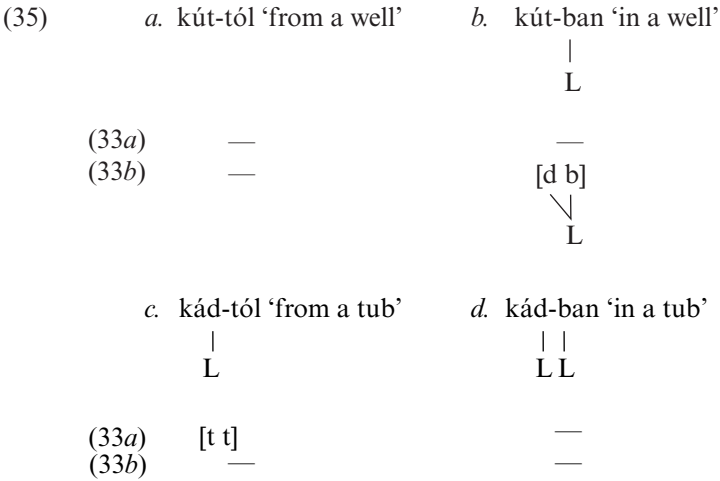 (35) a. kút-tól ‘from a well’ b. kút-ban ‘in a well’
L
(33a) — —
(33b) — [d b]
L
c. kád-tól ‘from a tub’ d. kád-ban ‘in a tub’
L L L
(33a) [t t] —
(33b) — —